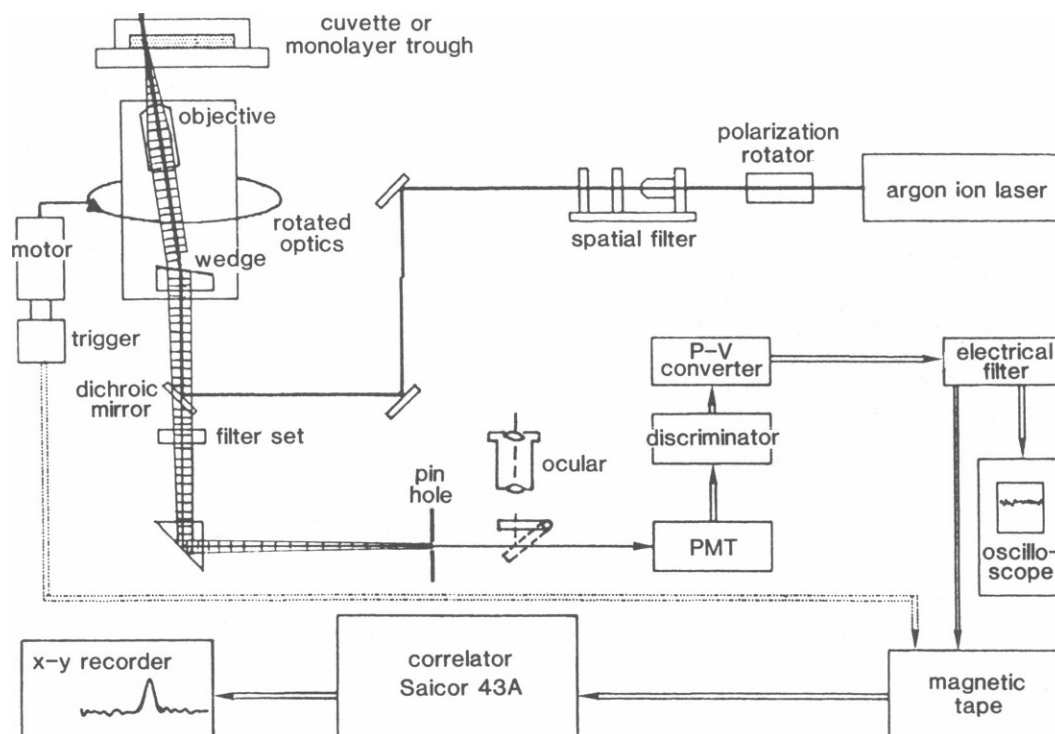 cuvette or
monolayer trough
objective
polarization
rotator
argon ion laser
rotated
optics
spatial filter
motor
wedge
trigger
P-V
converter
electrical
filter
dichroic
mirror
filter set
discriminator
ocular
pin
hole
PMT
oscillo-
scope
x-y recorder
correlator
Saicor 43A
magnetic
tape